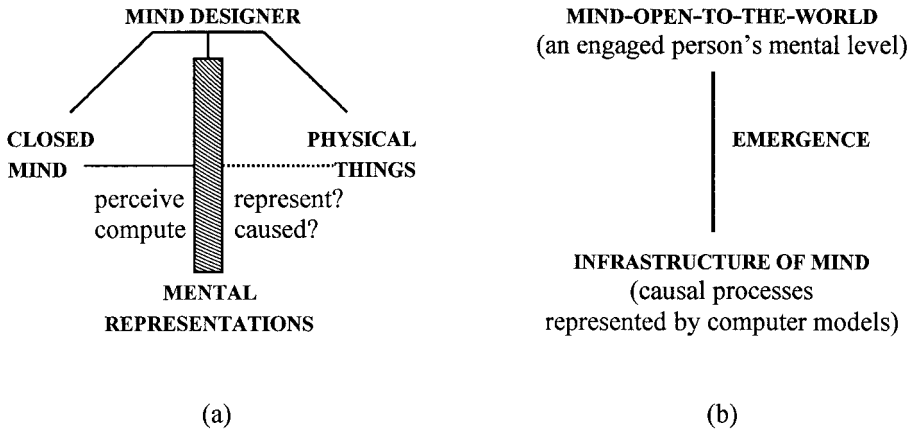 MIND DESIGNER
CLOSED
MIND
PHYSICAL
THINGS
perceive
compute
represent?
caused?
MENTAL
REPRESENTATIONS
(a)
MIND-OPEN-TO-THE-WORLD
(an engaged person's mental level)
EMERGENCE
INFRASTRUCTURE OF MIND
(causal processes
represented by computer models)
(b)